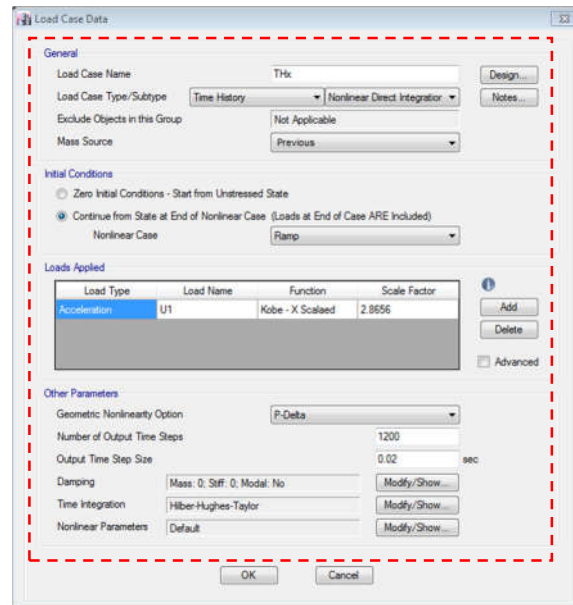 Load Case Data
General
Load Case Name THx Design...
Load Case Type/Subtype Time History Nonlinear Direct Integration Notes...
Exclude Objects in this Group Not Applicable
Mass Source Previous
Initial Conditions
Zero Initial Conditions - Start from Unstressed State
Continue from State at End of Nonlinear Case (Loads at End of Case ARE Included)
Nonlinear Case Ramp
Loads Applied
Load Type Load Name Function Scale Factor
Acceleration U1 Kobe - X Scalaed 2.8656
Add
Delete
Advanced
Other Parameters
Geometric Nonlinearity Option P-Delta
Number of Output Time Steps 1200
Output Time Step Size 0.02 sec
Damping Mass: 0; Stiff: 0; Modal: No Modify/Show...
Time Integration Hilber-Hughes-Taylor Modify/Show...
Nonlinear Parameters Default Modify/Show...
OK Cancel